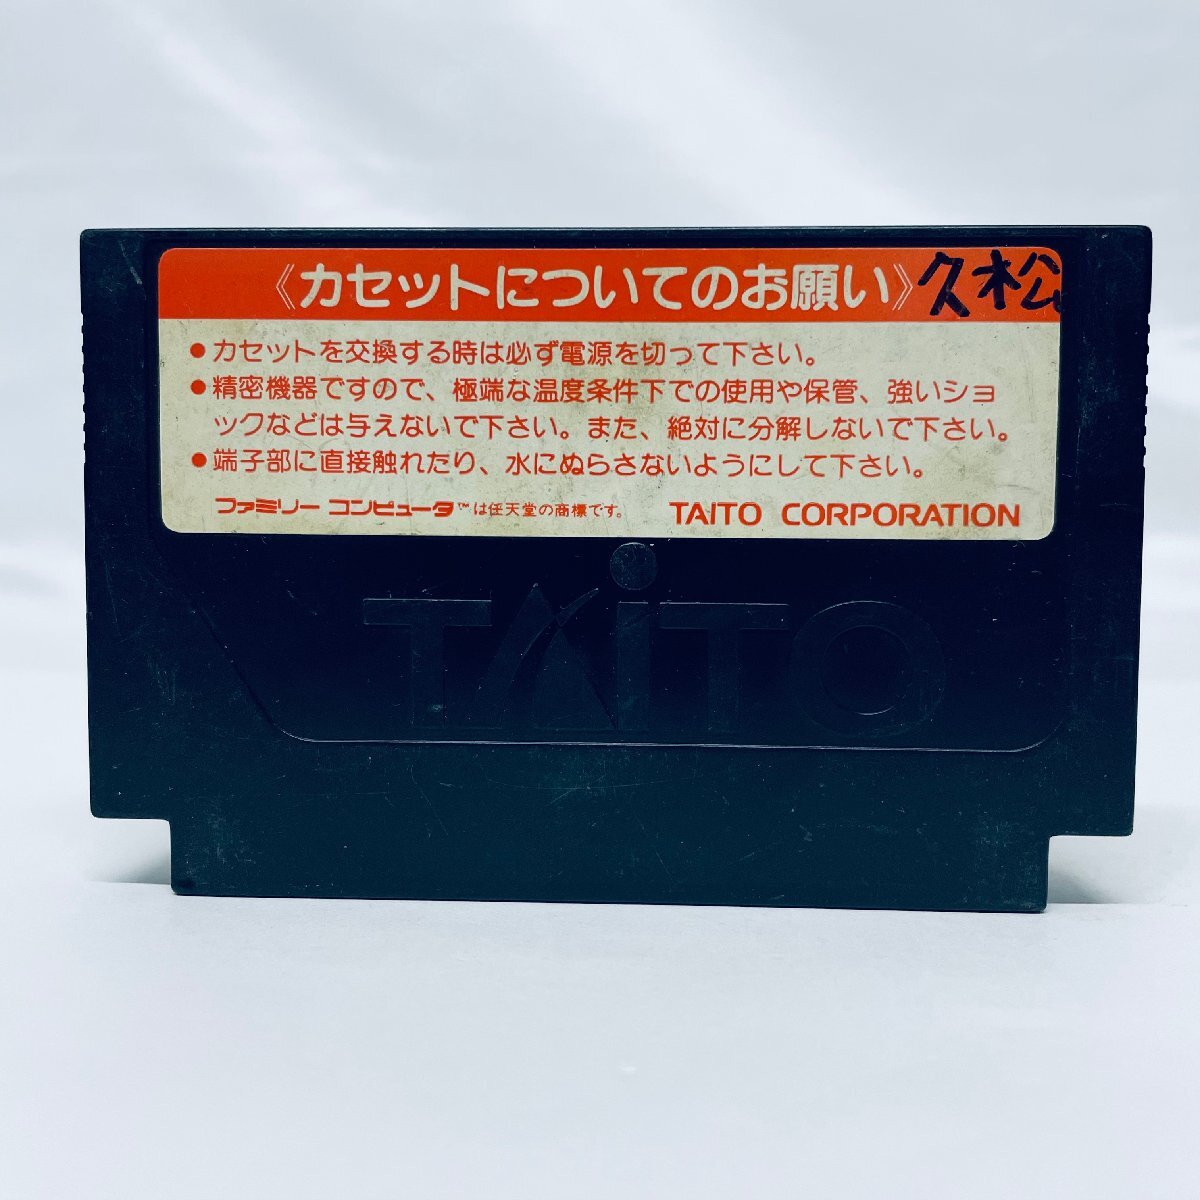 《カセットについてのお願い》久松
●カセットを交換する時は必ず電源を切って下さい。
●精密機器ですので、極端な温度条件下での使用や保管、強いショ
ックなどは与えないで下さい。また、絶対に分解しないで下さい。
●端子部に直接触れたり、水にぬらさないようにして下さい。
ファミリー コンピュータ™は任天堂の商標です。 TAITO CORPORATION
TAiTO